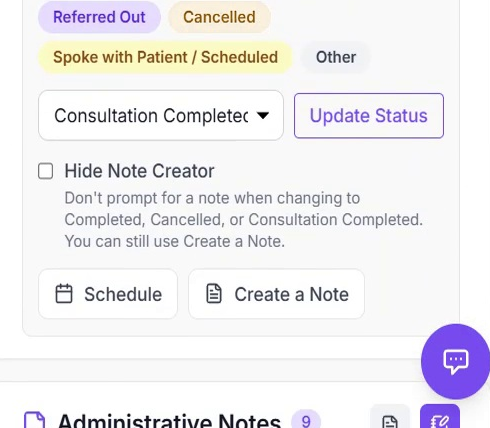 Referred Out
Cancelled
Spoke with Patient / Scheduled
Other
Consultation Completed
Update Status
Hide Note Creator
Don't prompt for a note when changing to
Completed, Cancelled, or Consultation Completed.
You can still use Create a Note.
Schedule
Create a Note
Administrative Notes 9